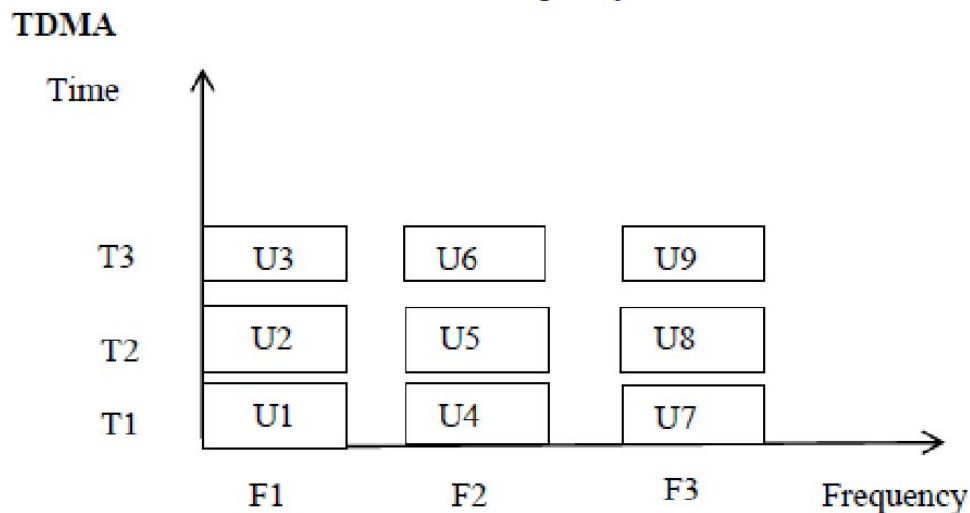 TDMA
Time
T3 U3 U6 U9
T2 U2 U5 U8
T1 U1 U4 U7
F1 F2 F3 Frequency